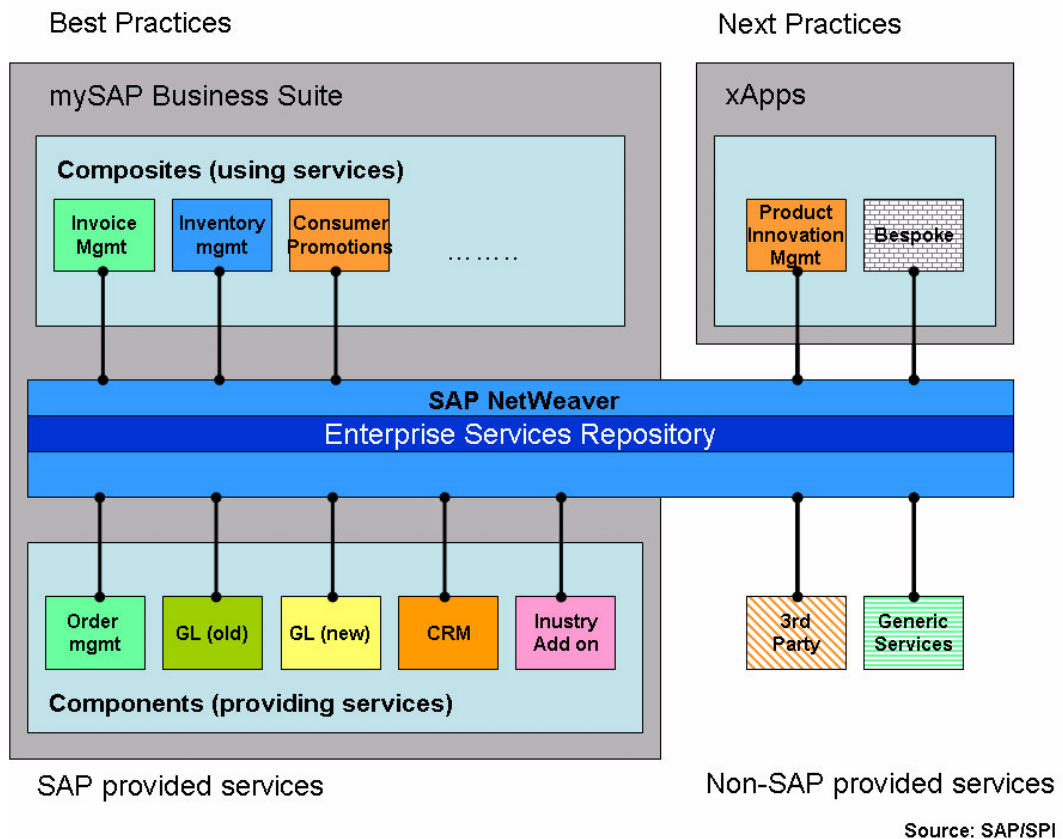 Best Practices
Next Practices
mySAP Business Suite
xApps
Composites (using services)
Invoice
Mgmt
Inventory
mgmt
Consumer
Promotions
........
Product
Innovation
Mgmt
Bespoke
SAP NetWeaver
Enterprise Services Repository
Order
mgmt
GL (old)
GL (new)
CRM
Inustry
Add on
3rd
Party
Generic
Services
Components (providing services)
SAP provided services
Non-SAP provided services
Source: SAP/SPI